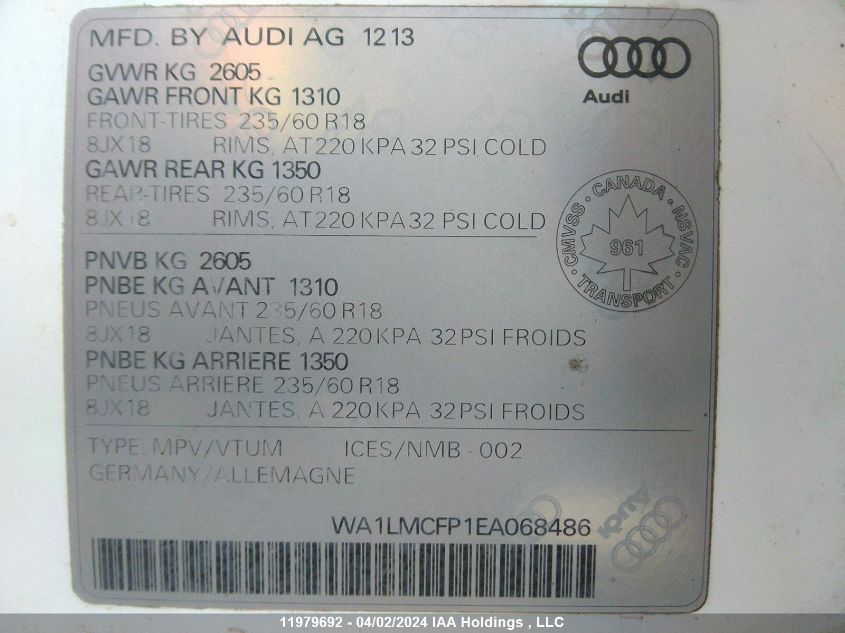 MFD. BY AUDI AG 1213
Audi
GVWR KG 2605
GAWR FRONT KG 1310
FRONT-TIRES 235/60 R18
8JX18 RIMS, AT 220 KPA 32 PSI COLD
GAWR REAR KG 1350
REAR-TIRES 235/60 R18
8JX18 RIMS, AT 220 KPA 32 PSI COLD
CMVSS · CANADA · NSVAC · TRANSPORT ·
961
PNVB KG 2605
PNBE KG AVANT 1310
PNEUS AVANT 235/60 R18
8JX18 JANTES, A 220 KPA 32 PSI FROIDS
PNBE KG ARRIERE 1350
PNEUS ARRIERE 235/60 R18
8JX18 JANTES, A 220 KPA 32 PSI FROIDS
TYPE: MPV/VTUM ICES/NMB - 002
GERMANY/ALLEMAGNE
Audi
WA1LMCFP1EA068486
11979692 - 04/02/2024 IAA Holdings , LLC